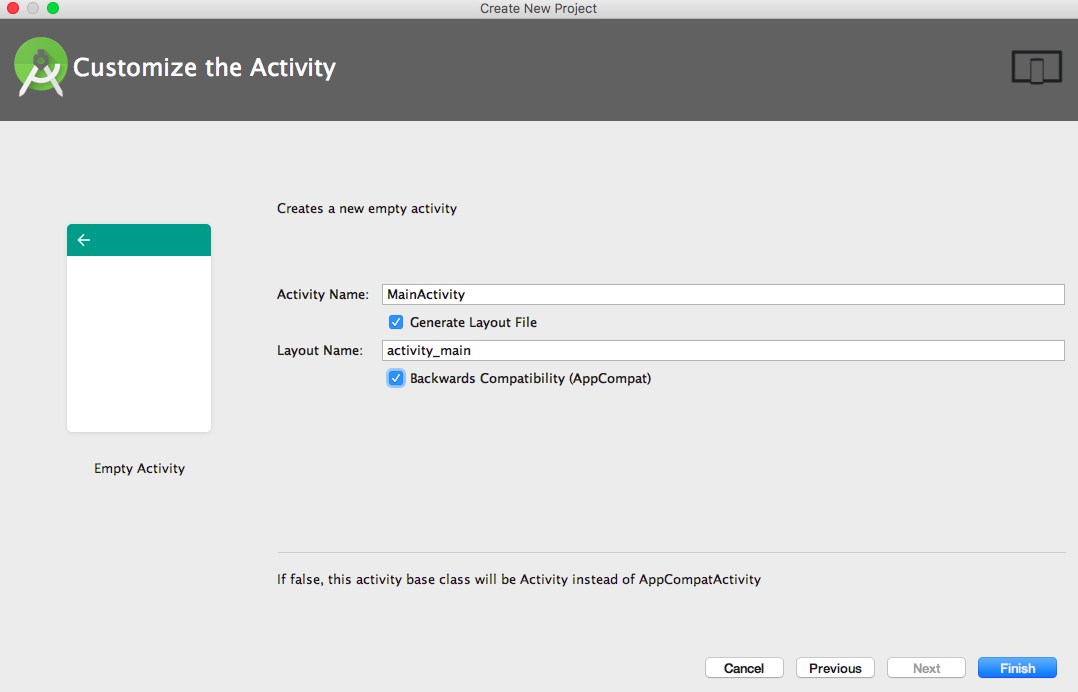 Create New Project
Customize the Activity
Creates a new empty activity
Activity Name: MainActivity
Generate Layout File
Layout Name: activity_main
Backwards Compatibility (AppCompat)
Empty Activity
If false, this activity base class will be Activity instead of AppCompatActivity
Cancel Previous Next Finish